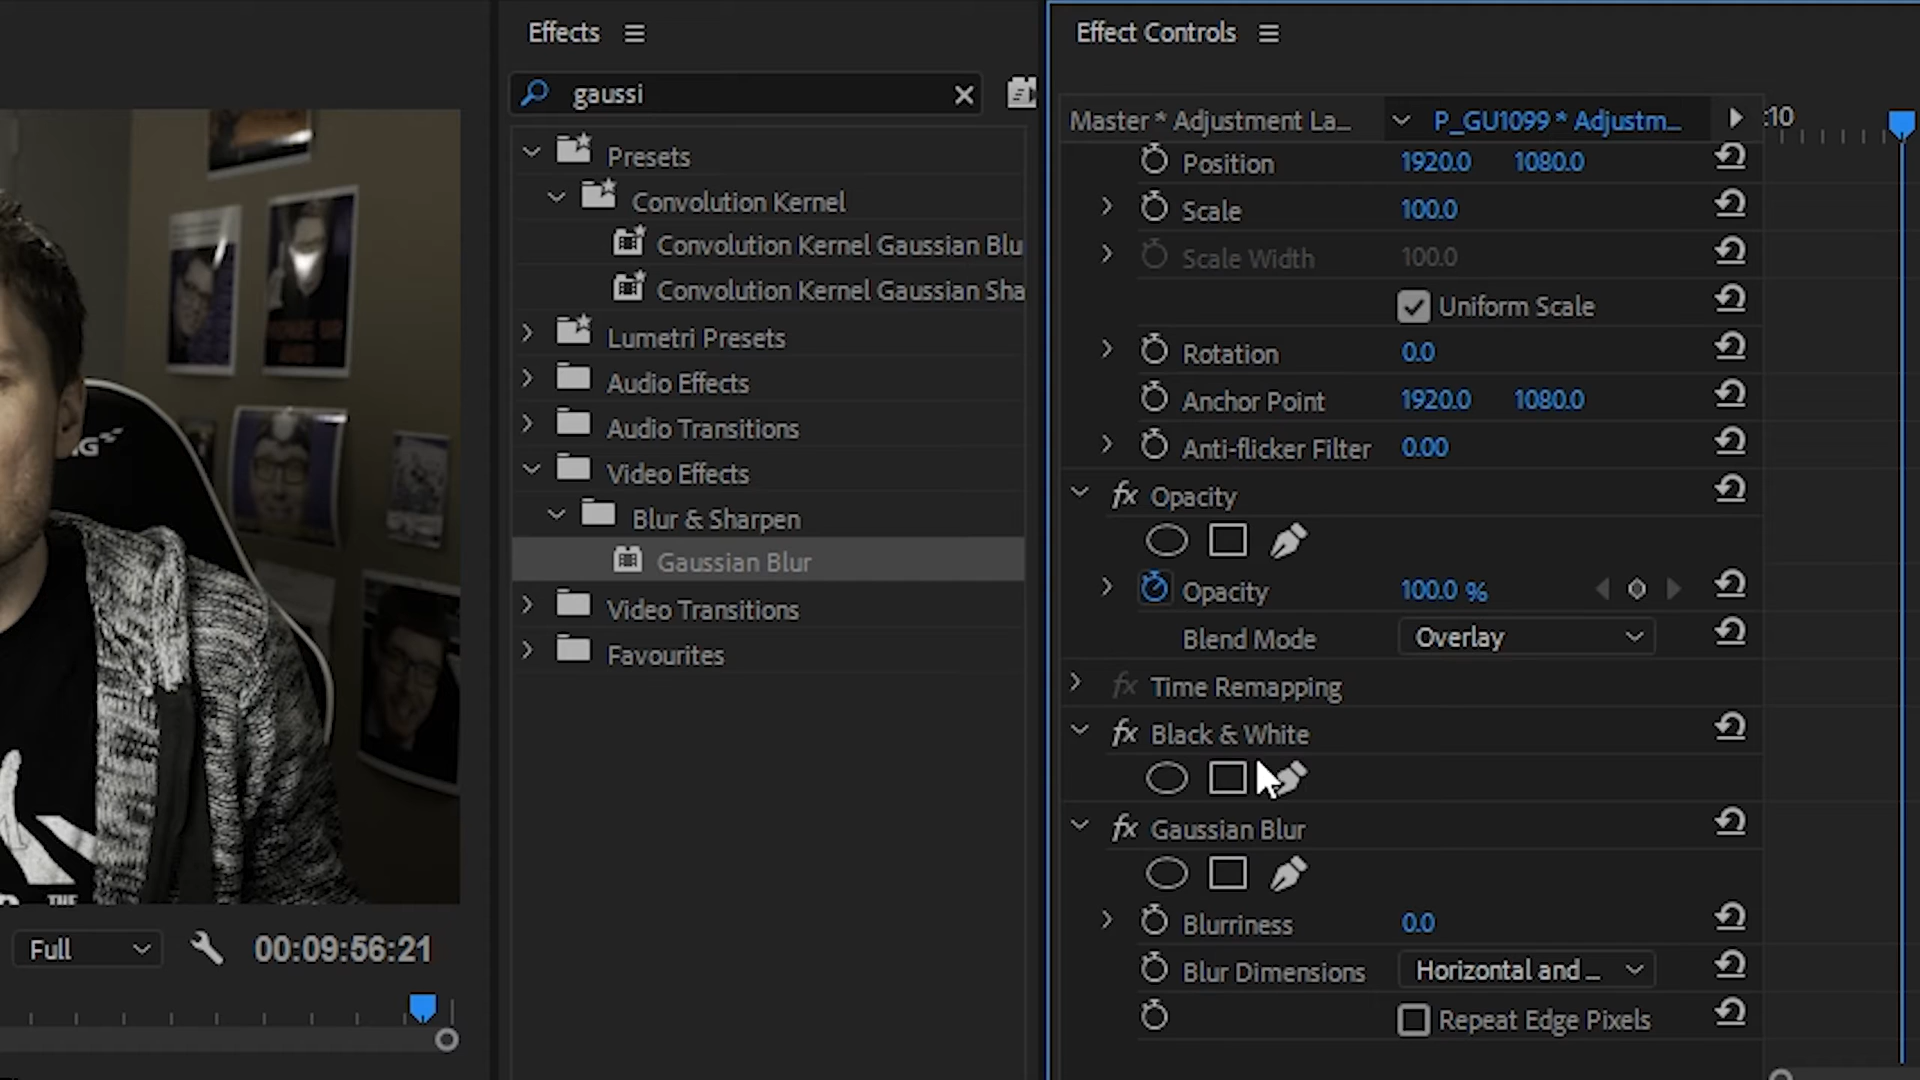 Effects
gaussi
Presets
Convolution Kernel
Convolution Kernel Gaussian Blu
Convolution Kernel Gaussian Sha
Lumetri Presets
Audio Effects
Audio Transitions
Video Effects
Blur & Sharpen
Gaussian Blur
Video Transitions
Favourites
Effect Controls
Master * Adjustment La...
P_GU1099 * Adjustm...
:10
Position 1920.0 1080.0
Scale 100.0
Scale Width 100.0
Uniform Scale
Rotation 0.0
Anchor Point 1920.0 1080.0
Anti-flicker Filter 0.00
fx Opacity
Opacity 100.0 %
Blend Mode Overlay
fx Time Remapping
fx Black & White
fx Gaussian Blur
Blurriness 0.0
Blur Dimensions Horizontal and ...
Repeat Edge Pixels
THE
Full
00:09:56:21